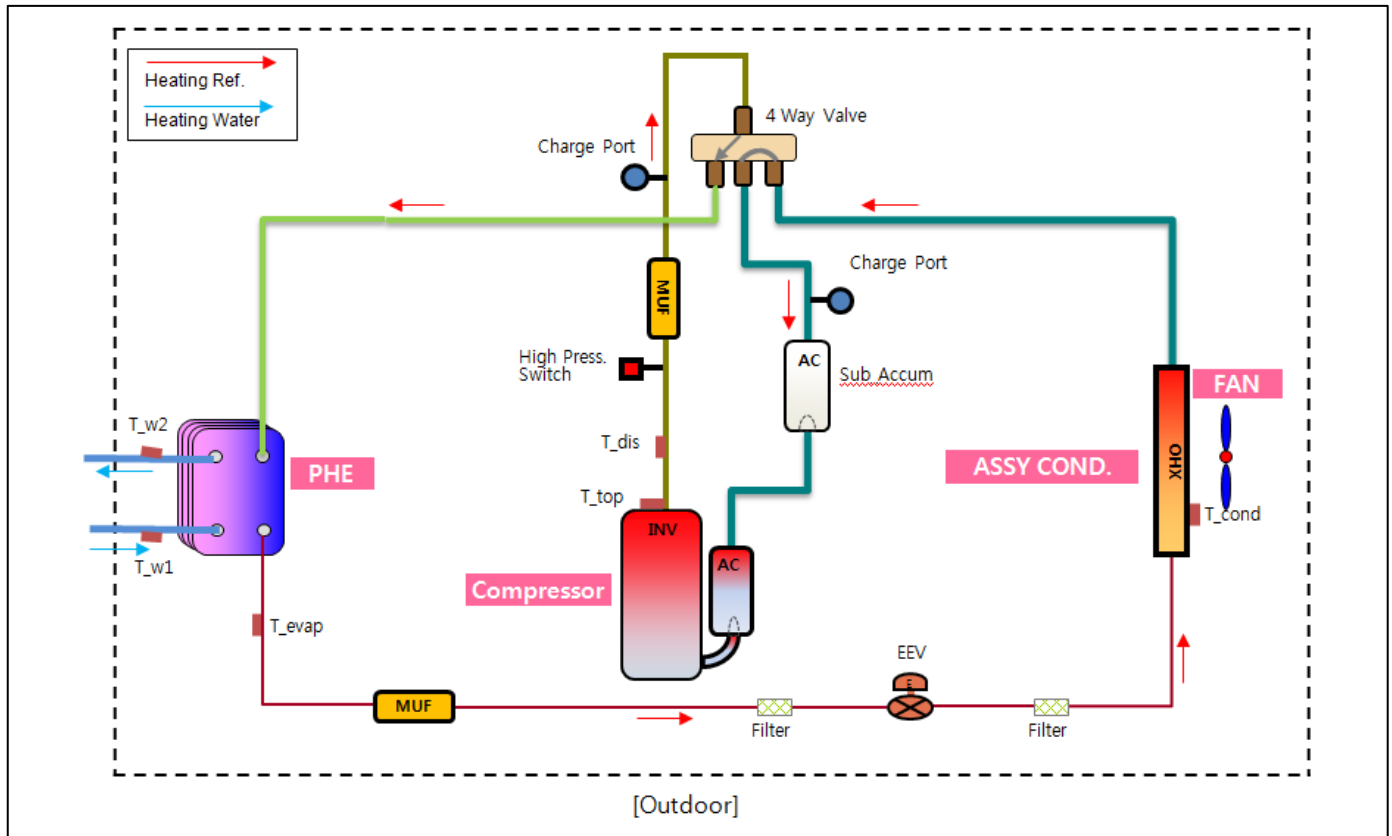 Heating Ref.
Heating Water
4 Way Valve
Charge Port
Charge Port
MUF
High Press.
Switch
AC
Sub Accum
FAN
T_w2
PHE
T_dis
ASSY COND.
OHX
T_top
T_cond
INV
T_w1
AC
Compressor
T_evap
EEV
E
MUF
Filter
Filter
[Outdoor]